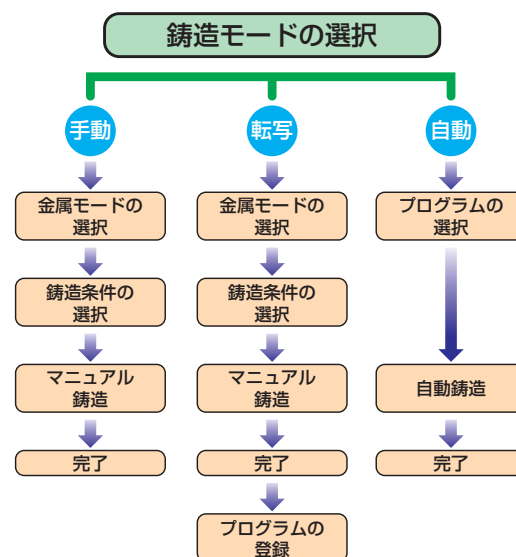 鋳造モードの選択
手動
転写
自動
金属モードの
選択
金属モードの
選択
プログラムの
選択
鋳造条件の
選択
鋳造条件の
選択
マニュアル
鋳造
マニュアル
鋳造
自動鋳造
完了
完了
完了
プログラムの
登録